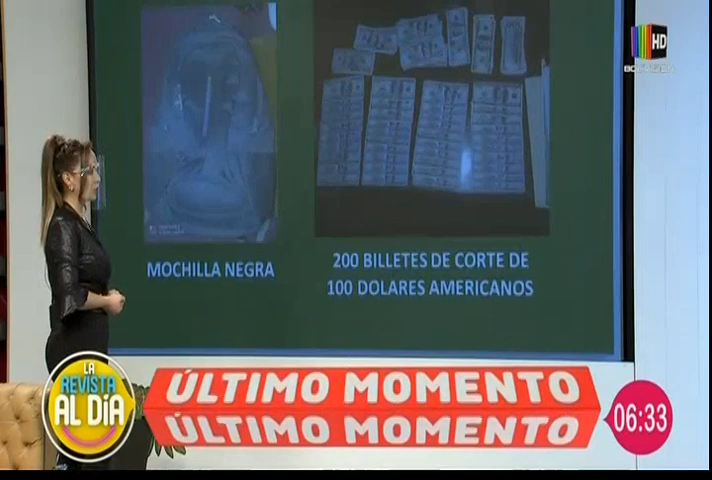 HD
MOCHILLA NEGRA
200 BILLETES DE CORTE DE
100 DOLARES AMERICANOS
LA
REVISTA
AL DÍA
ÚLTIMO MOMENTO
ÚLTIMO MOMENTO
06:33